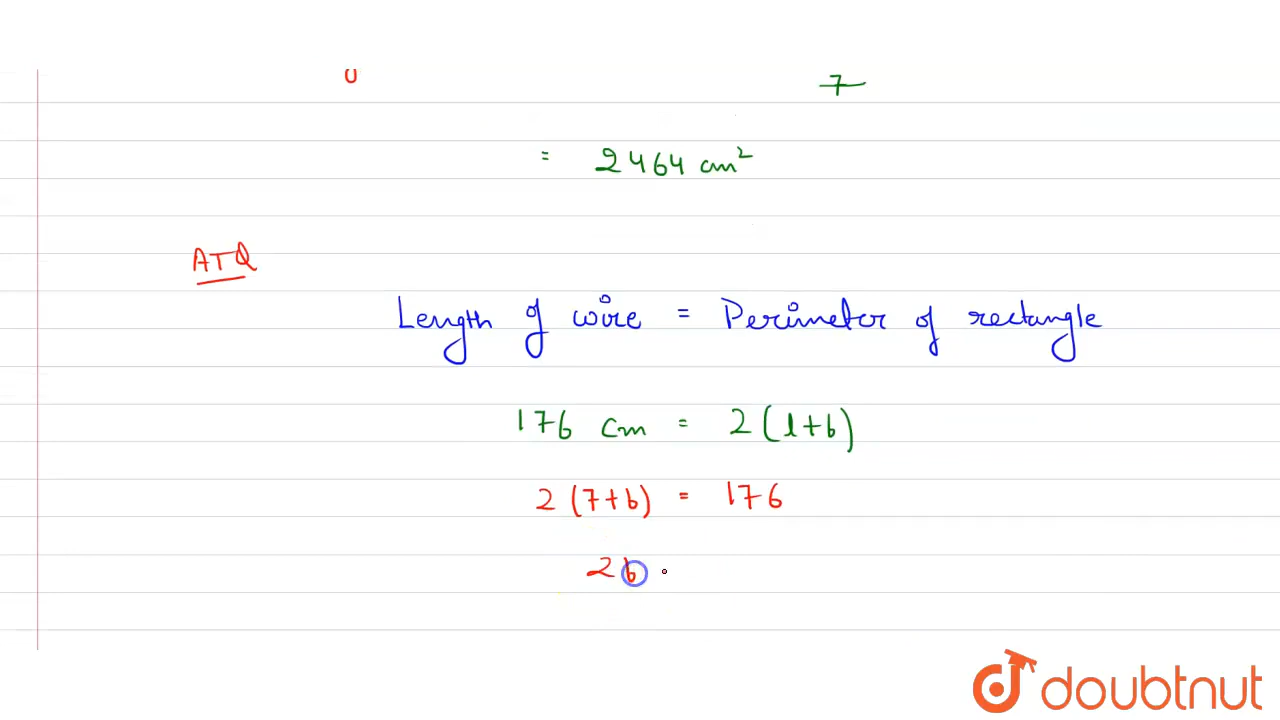 7
= 2464 cm²
ATQ
Length of wire = Perimeter of rectangle
176 cm = 2(l+b)
2(7+b) = 176
2b
doubtnut